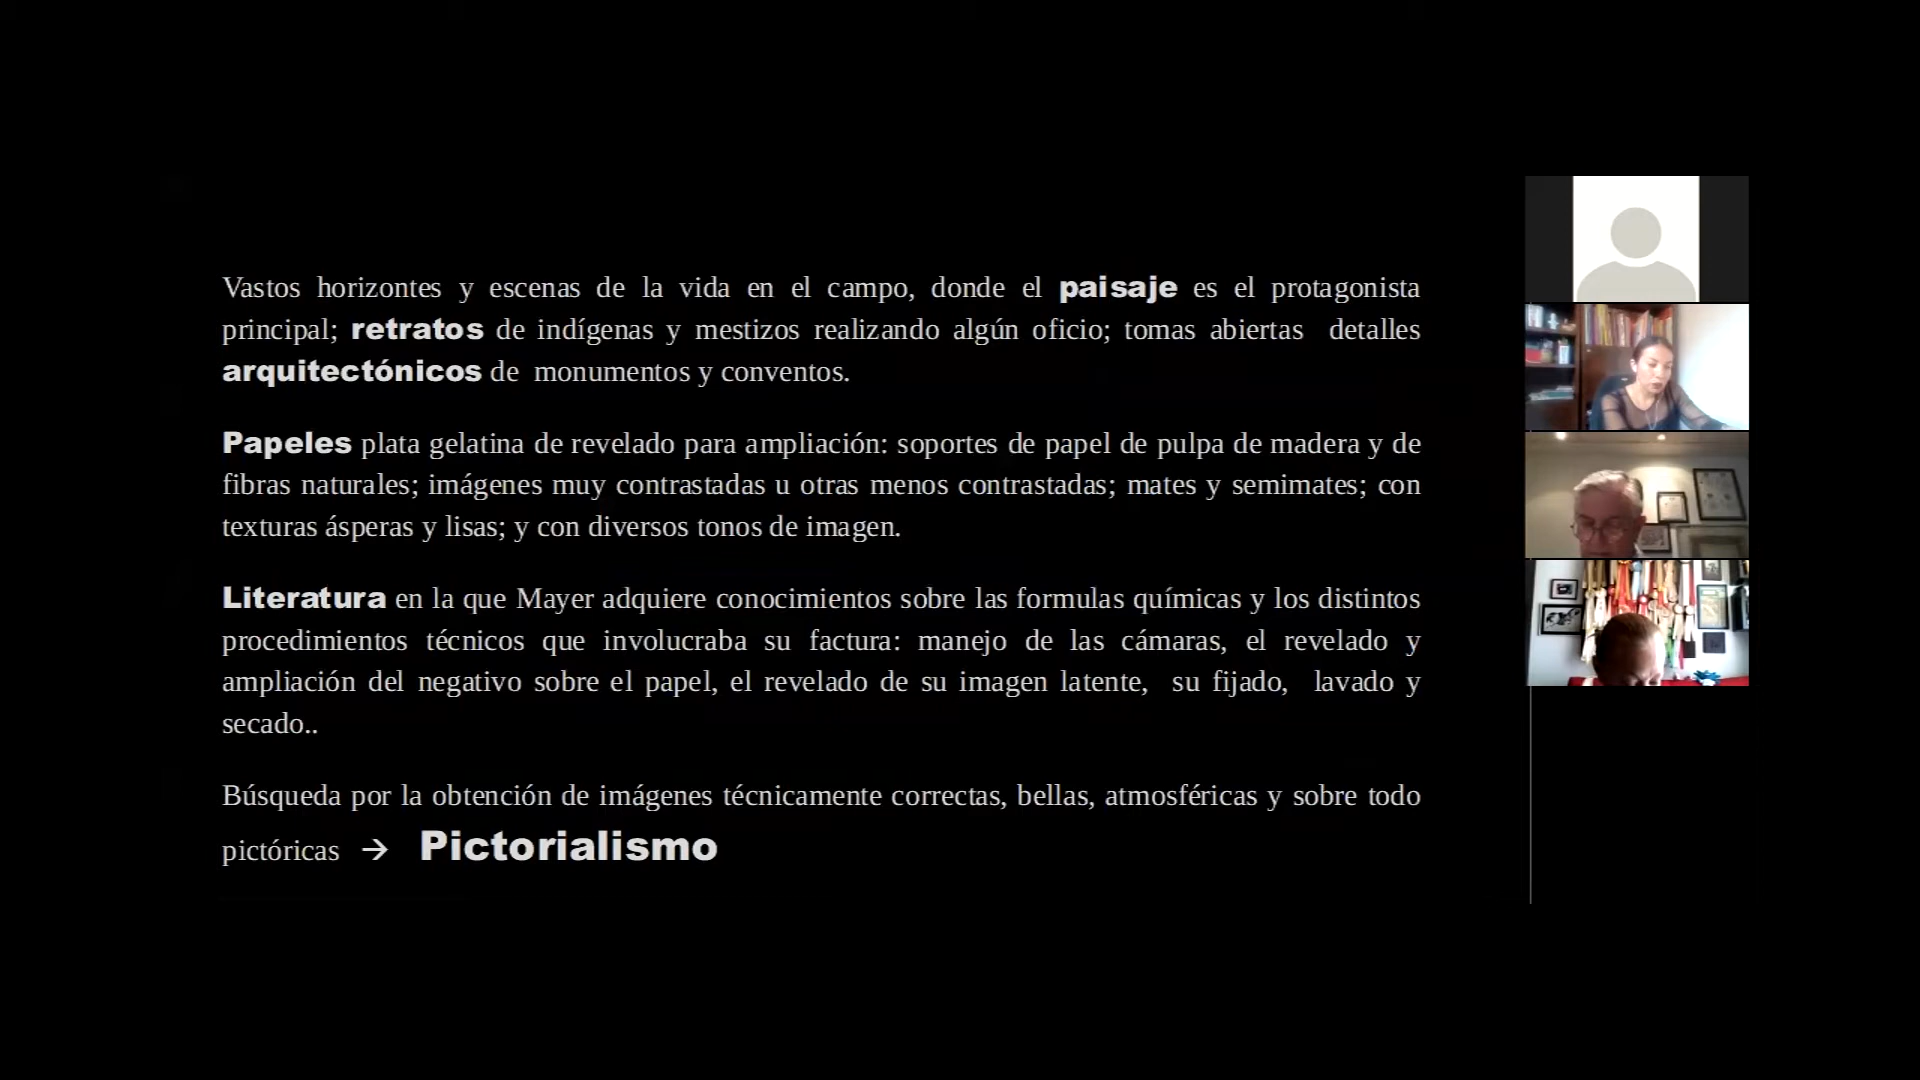 Vastos horizontes y escenas de la vida en el campo, donde el paisaje es el protagonista
principal; retratos de indígenas y mestizos realizando algún oficio; tomas abiertas detalles
arquitectónicos de monumentos y conventos.
Papeles plata gelatina de revelado para ampliación: soportes de papel de pulpa de madera y de
fibras naturales; imágenes muy contrastadas u otras menos contrastadas; mates y semimates; con
texturas ásperas y lisas; y con diversos tonos de imagen.
Literatura en la que Mayer adquiere conocimientos sobre las formulas químicas y los distintos
procedimientos técnicos que involucraba su factura: manejo de las cámaras, el revelado y
ampliación del negativo sobre el papel, el revelado de su imagen latente, su fijado, lavado y
secado..
Búsqueda por la obtención de imágenes técnicamente correctas, bellas, atmosféricas y sobre todo
pictóricas → Pictorialismo